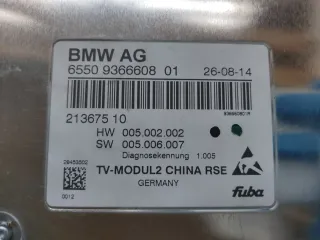 BMW AG
6550 9366608 01 26-08-14
213675 10
HW 005.002.002
SW 005.006.007
Diagnosekennung 1.005
TV-MODUL2 CHINA RSE
GERMANY
fuba
0012